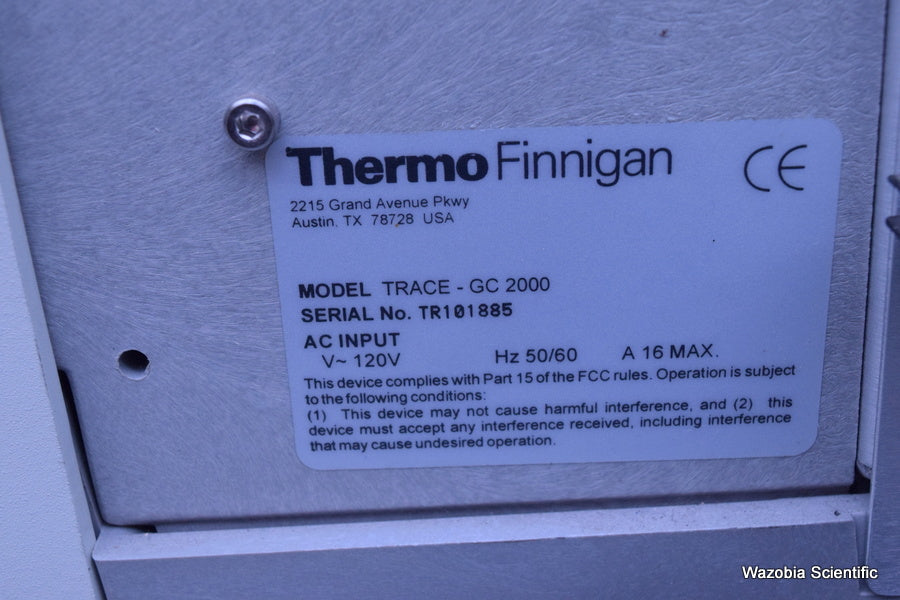 Thermo Finnigan CE
2215 Grand Avenue Pkwy
Austin, TX 78728 USA
MODEL TRACE - GC 2000
SERIAL No. TR101885
AC INPUT
V~ 120V Hz 50/60 A 16 MAX.
This device complies with Part 15 of the FCC rules. Operation is subject
to the following conditions:
(1) This device may not cause harmful interference, and (2) this
device must accept any interference received, including interference
that may cause undesired operation.
Wazobia Scientific